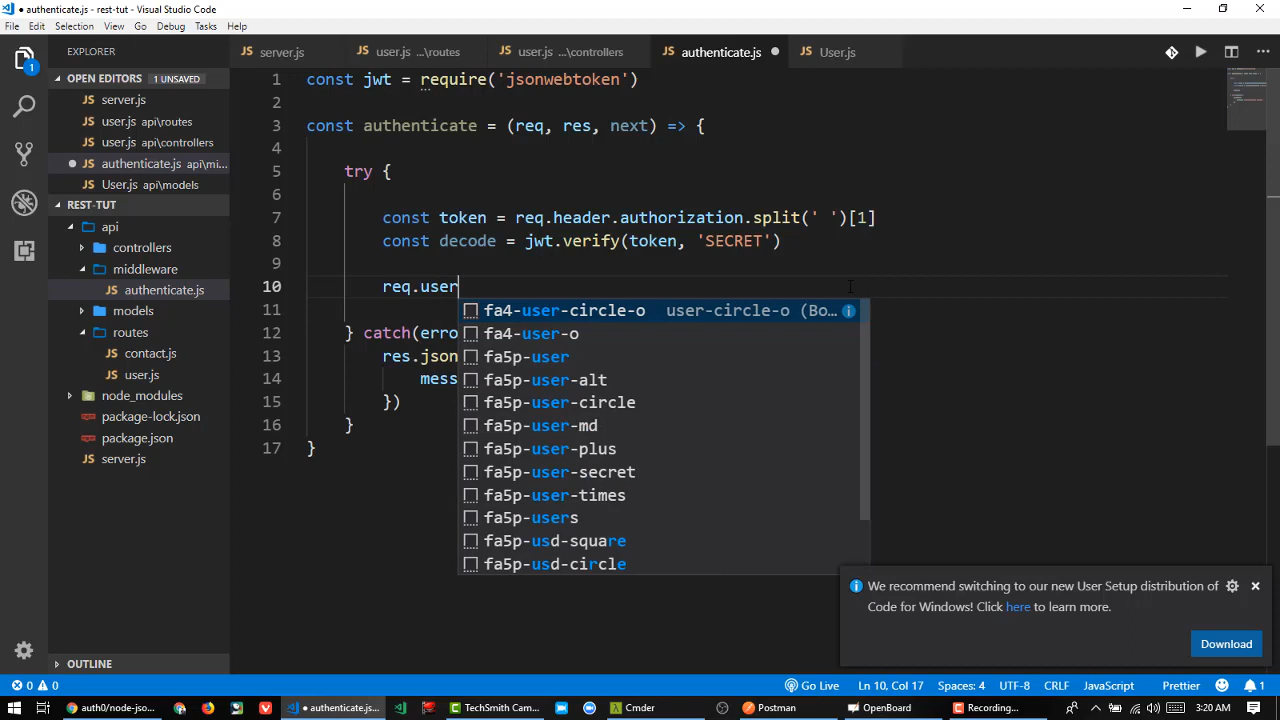 authenticate.js - rest-tut - Visual Studio Code
File Edit Selection View Go Debug Tasks Help
EXPLORER
server.js
user.js ...\routes
user.js ...\controllers
authenticate.js
User.js
OPEN EDITORS 1 UNSAVED
server.js
user.js api\routes
user.js api\controllers
authenticate.js api\mi...
User.js api\models
REST-TUT
api
controllers
middleware
authenticate.js
models
routes
contact.js
user.js
node_modules
package-lock.json
package.json
server.js
OUTLINE
1 const jwt = require('jsonwebtoken')
2
3 const authenticate = (req, res, next) => {
4
5 try {
6
7 const token = req.header.authorization.split(' ')[1]
8 const decode = jwt.verify(token, 'SECRET')
9
10 req.user
11
12 } catch(erro
13 res.json
14 mess
15 })
16 }
17 }
fa4-user-circle-o user-circle-o (Bo...
fa4-user-o
fa5p-user
fa5p-user-alt
fa5p-user-circle
fa5p-user-md
fa5p-user-plus
fa5p-user-secret
fa5p-user-times
fa5p-users
fa5p-usd-square
fa5p-usd-circle
We recommend switching to our new User Setup distribution of
Code for Windows! Click here to learn more.
Download
0 0 Go Live Ln 10, Col 17 Spaces: 4 UTF-8 CRLF JavaScript Prettier 1
auth0/node-jso... authenticate.js... TechSmith Cam... Cmder Postman OpenBoard Recording... 3:20 AM